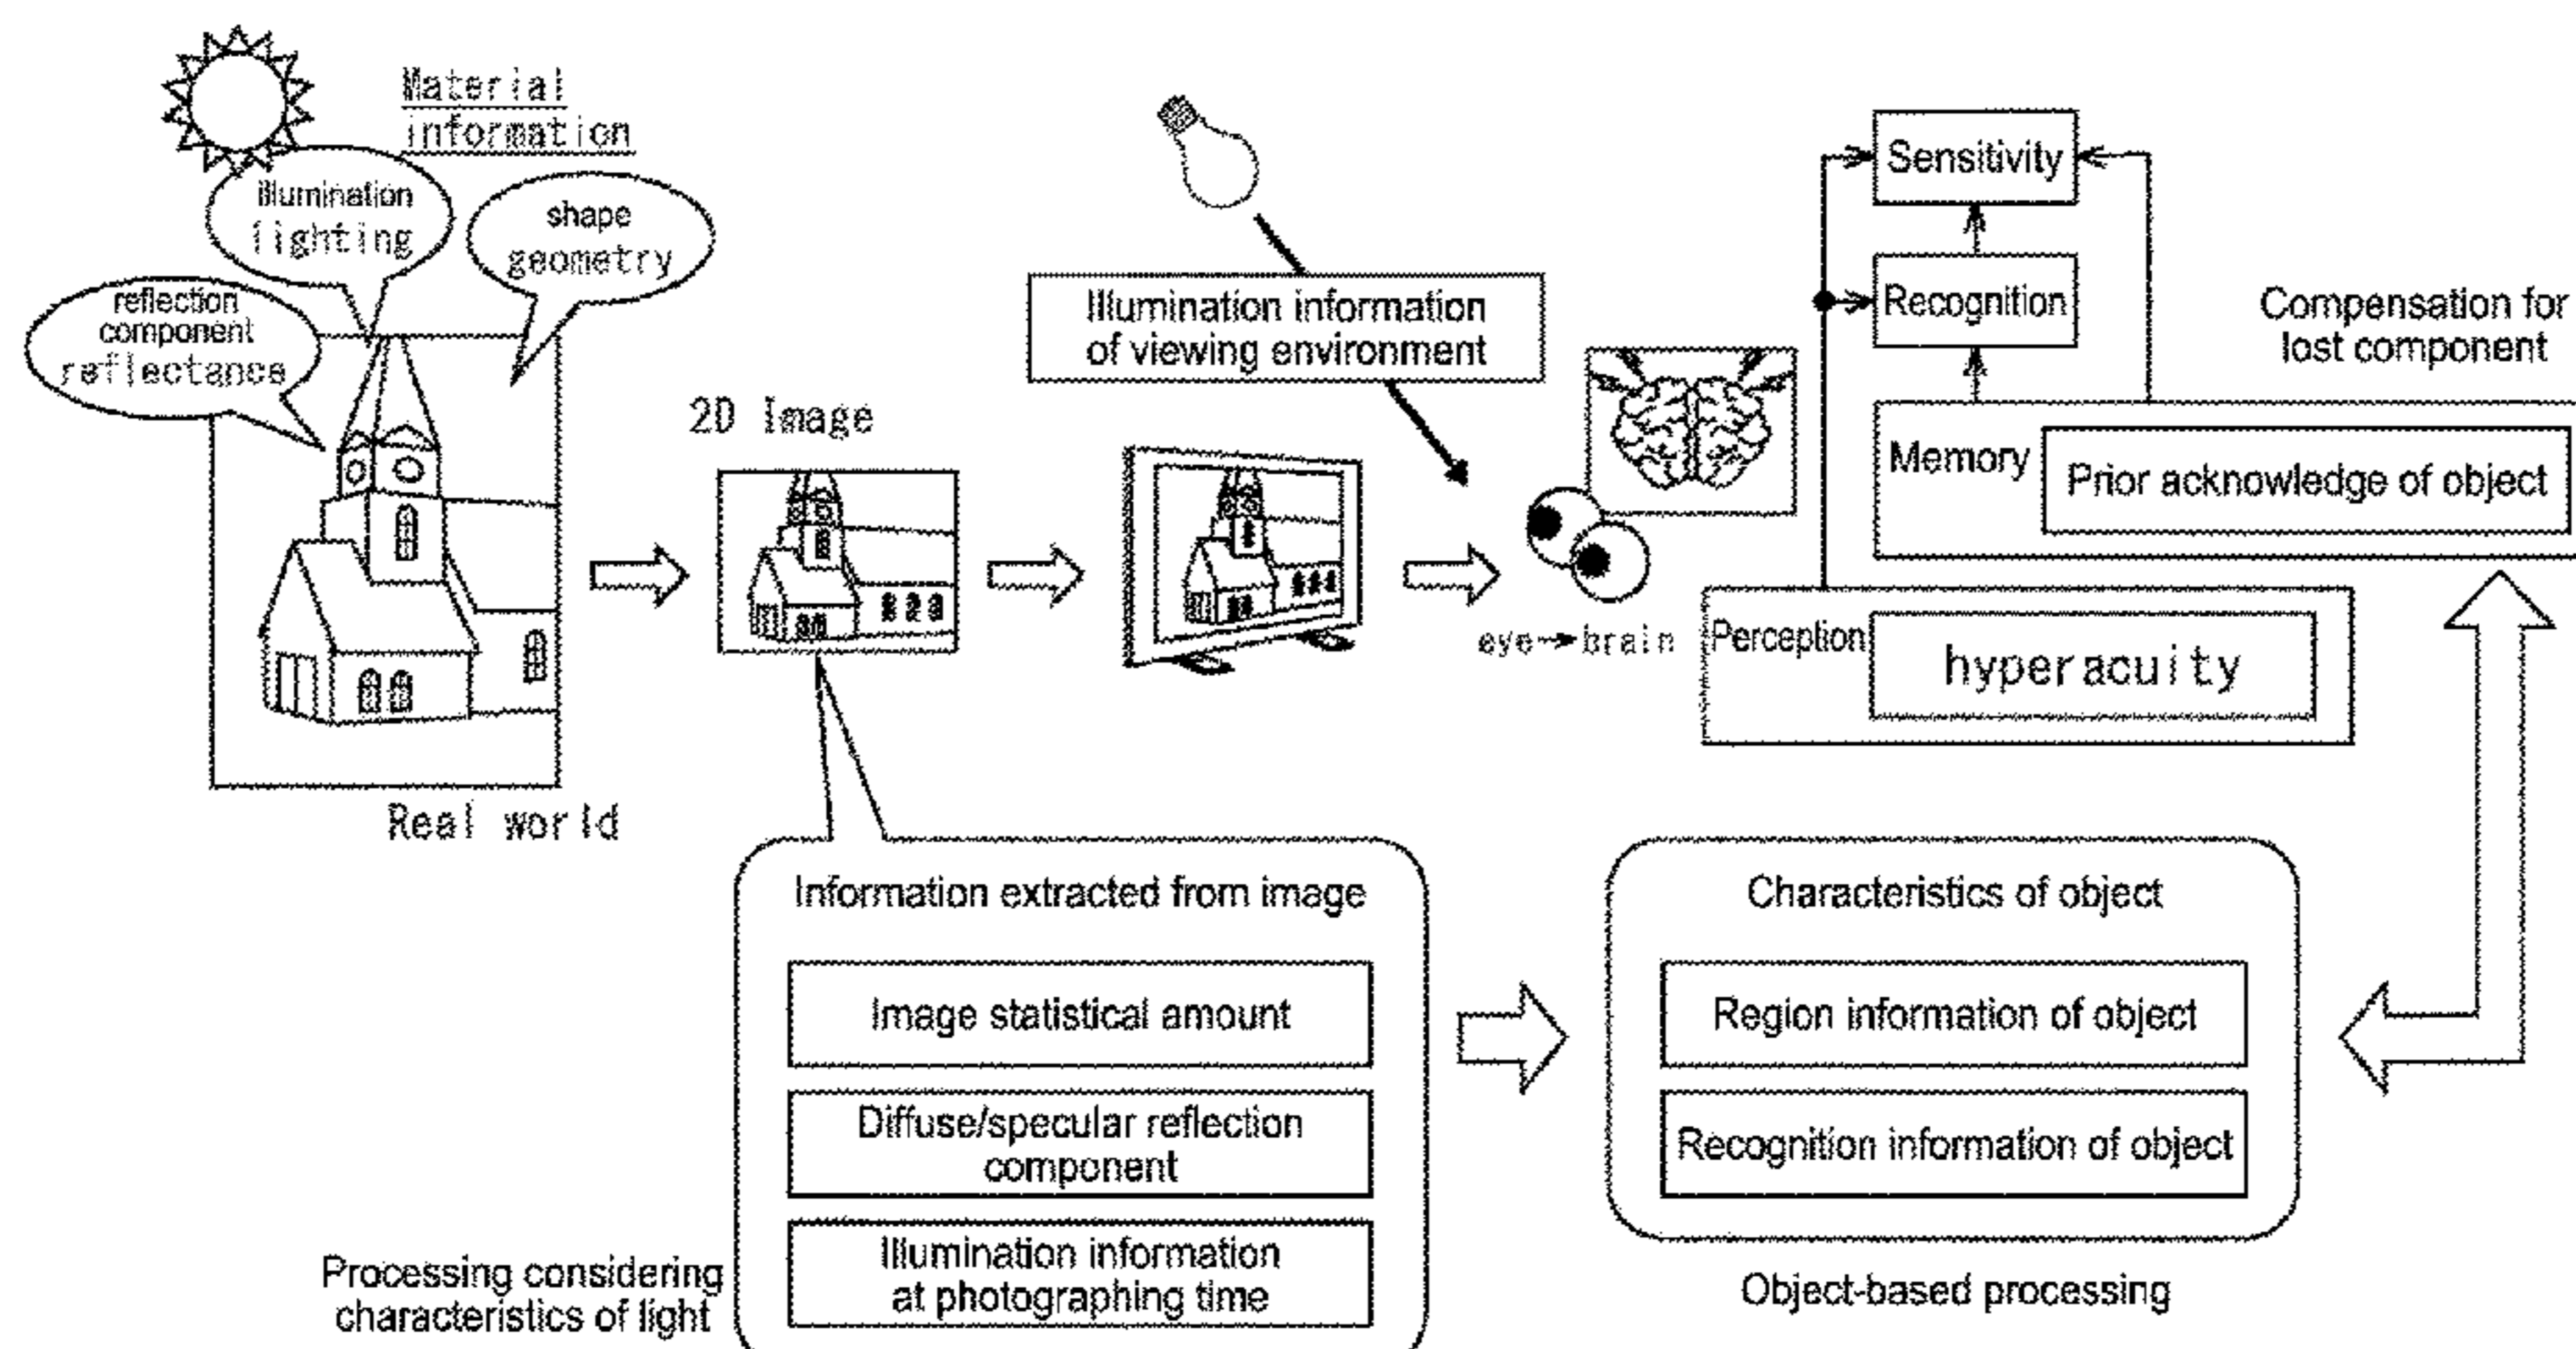 Material
information
illumination
lighting
shape
geometry
reflection
component
reflectance
Real world
2D Image
Illumination information
of viewing environment
eye→brain
Sensitivity
Recognition
Compensation for
lost component
Memory
Prior acknowledge of object
Perception
hyperacuity
Information extracted from image
Image statistical amount
Diffuse/specular reflection
component
Illumination information
at photographing time
Processing considering
characteristics of light
Characteristics of object
Region information of object
Recognition information of object
Object-based processing